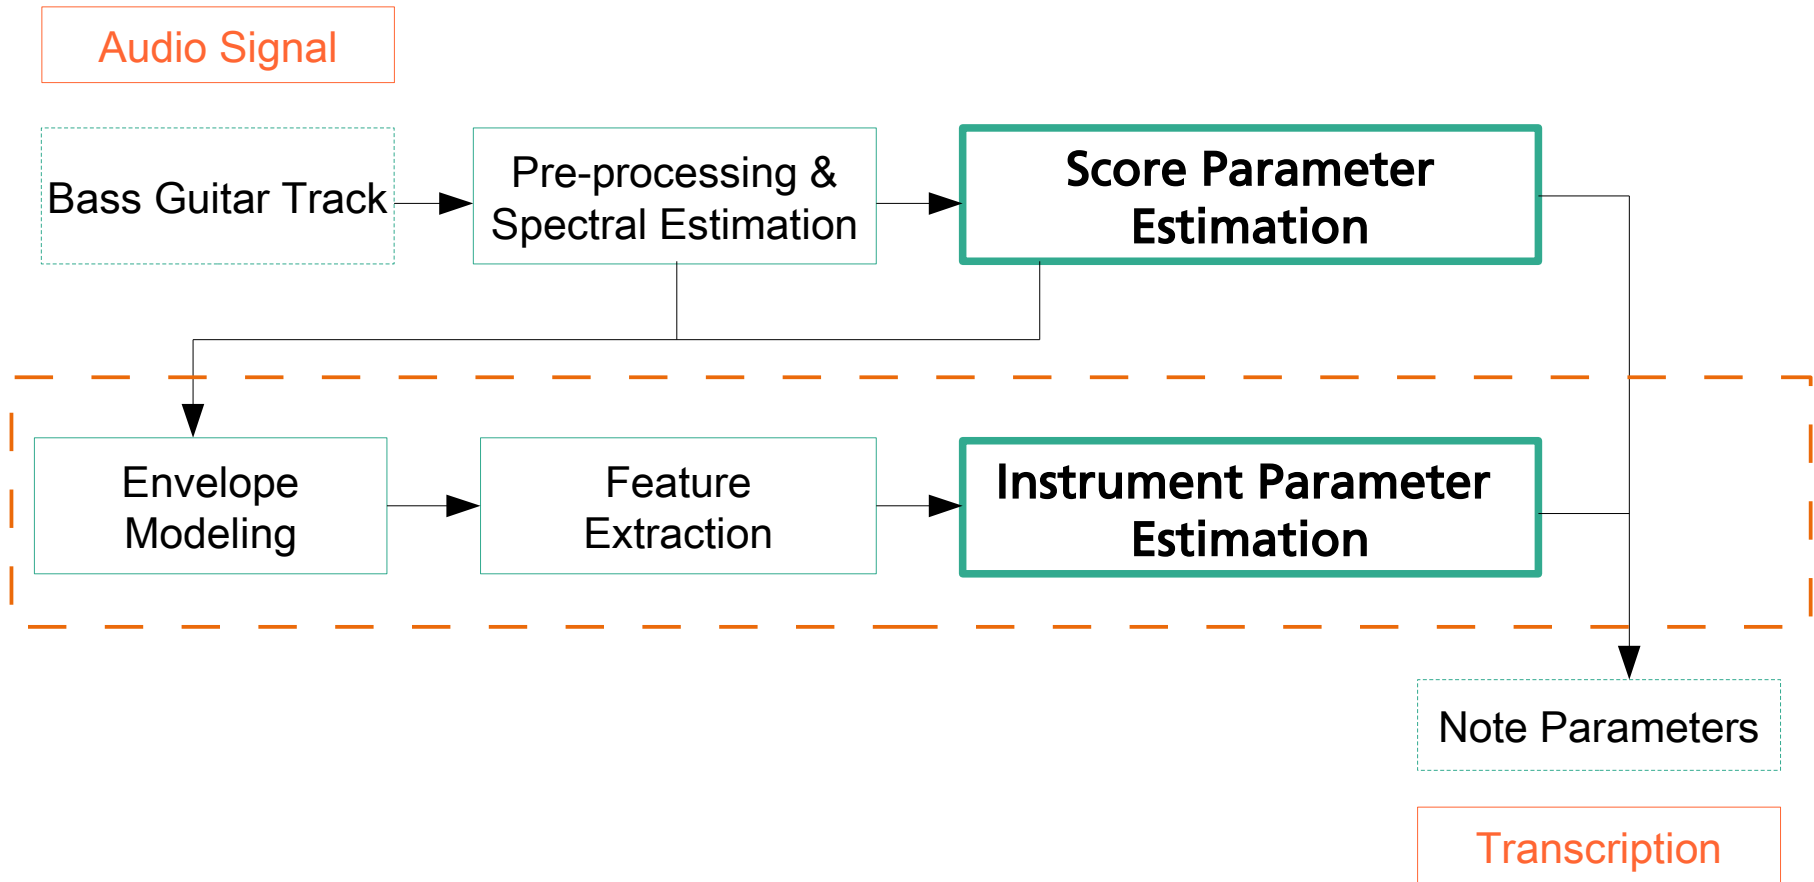 Audio Signal
Bass Guitar Track
Pre-processing &
Spectral Estimation
Score Parameter
Estimation
Envelope
Modeling
Feature
Extraction
Instrument Parameter
Estimation
Note Parameters
Transcription